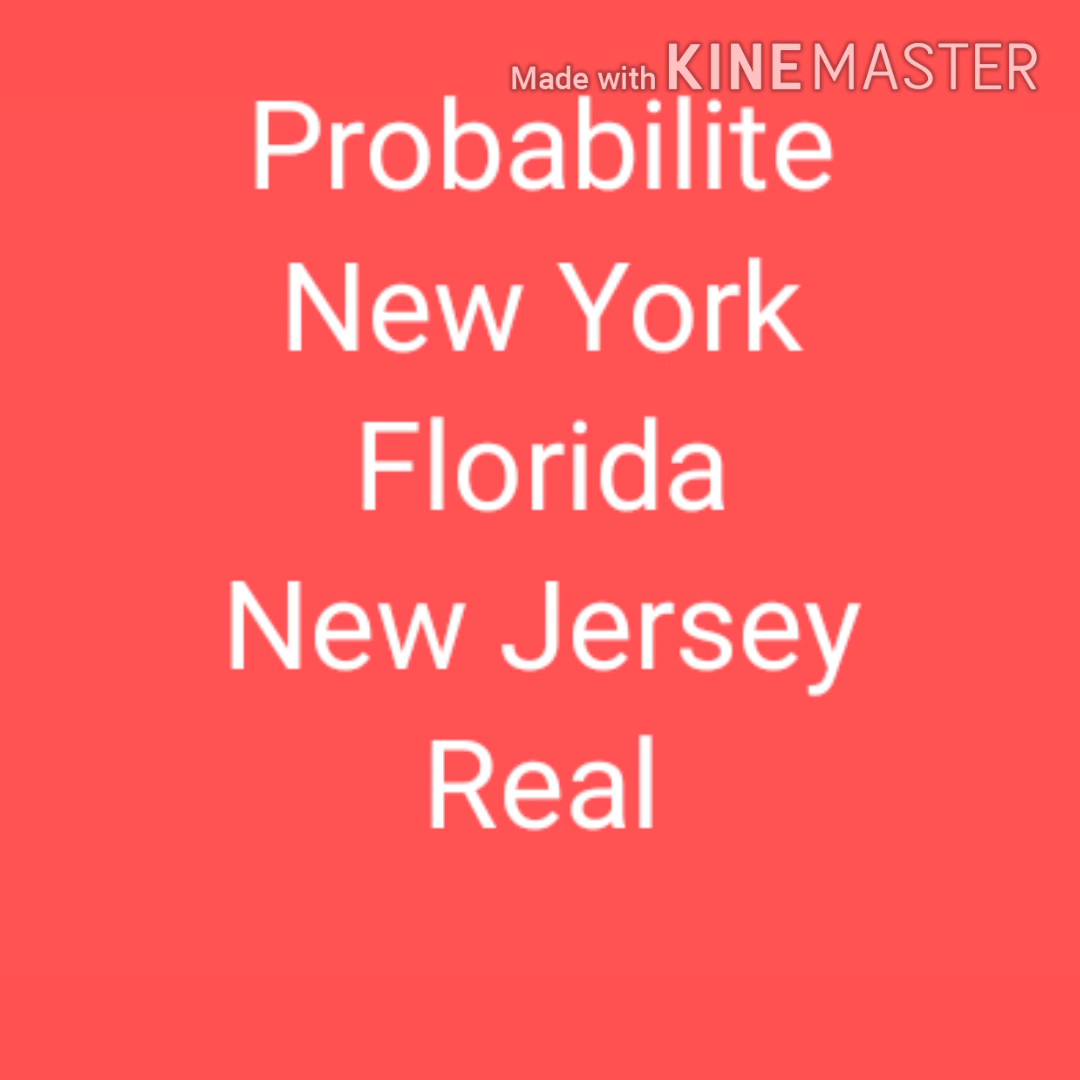 Made with KINEMASTER
Probabilite
New York
Florida
New Jersey
Real